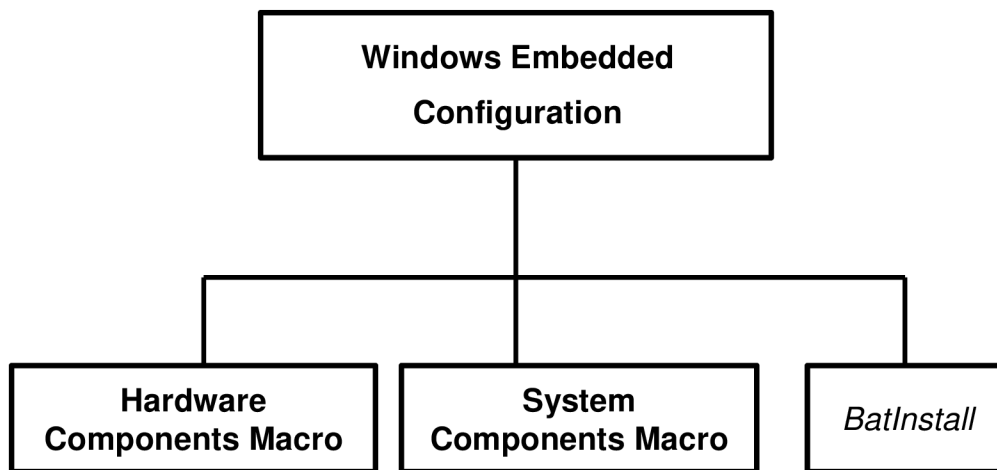 Windows Embedded
Configuration
Hardware
Components Macro
System
Components Macro
BatInstall